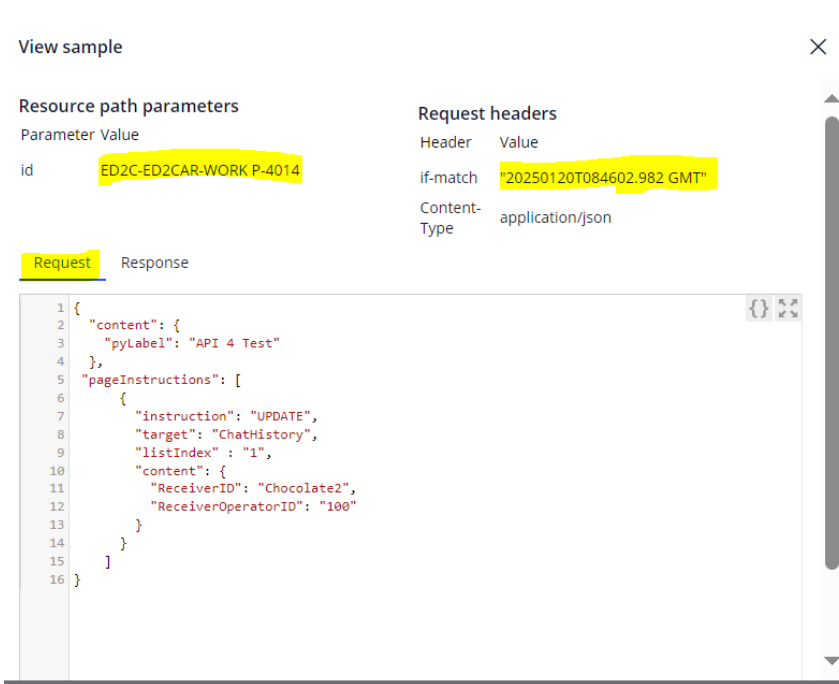 View sample
Resource path parameters
Parameter Value
id ED2C-ED2CAR-WORK P-4014
Request headers
Header Value
if-match "20250120T084602.982 GMT"
Content-
Type application/json
Request Response
1 {
2 "content": {
3 "pyLabel": "API 4 Test"
4 },
5 "pageInstructions": [
6 {
7 "instruction": "UPDATE",
8 "target": "ChatHistory",
9 "listIndex" : "1",
10 "content": {
11 "ReceiverID": "Chocolate2",
12 "ReceiverOperatorID": "100"
13 }
14 }
15 ]
16 }